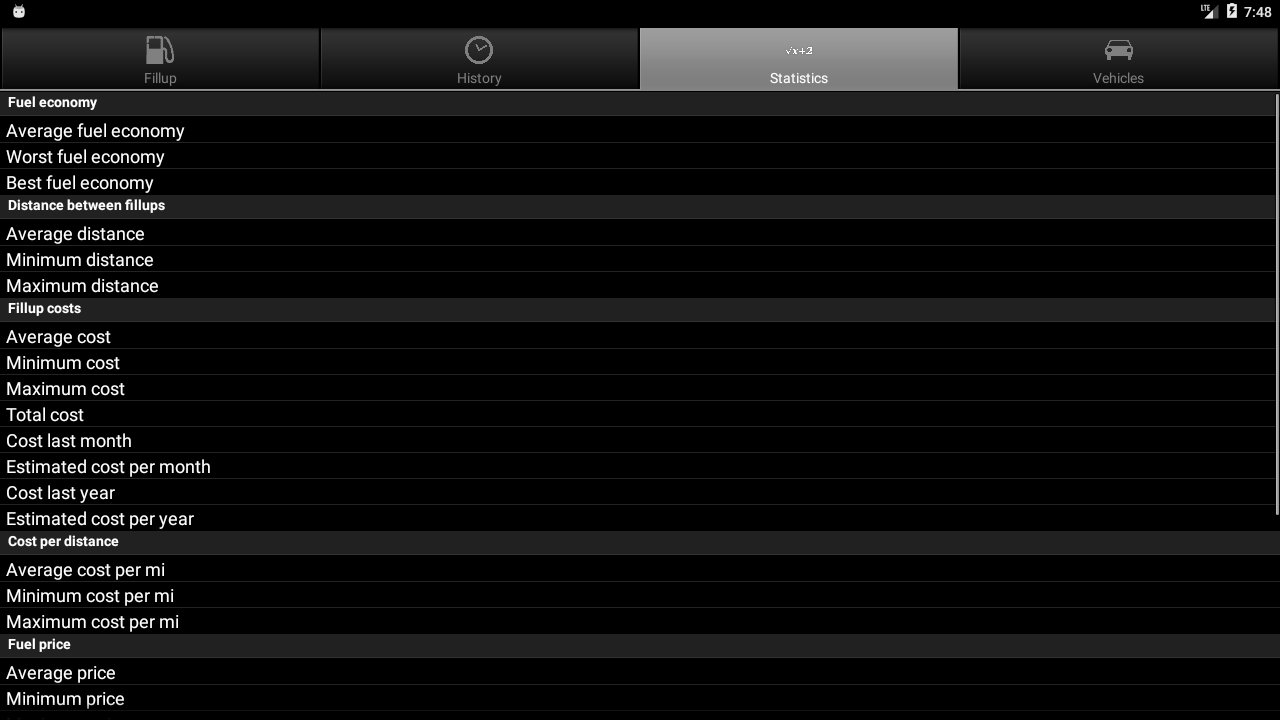 LTE 7:48
Fillup
History
√x+2
Statistics
Vehicles
Fuel economy
Average fuel economy
Worst fuel economy
Best fuel economy
Distance between fillups
Average distance
Minimum distance
Maximum distance
Fillup costs
Average cost
Minimum cost
Maximum cost
Total cost
Cost last month
Estimated cost per month
Cost last year
Estimated cost per year
Cost per distance
Average cost per mi
Minimum cost per mi
Maximum cost per mi
Fuel price
Average price
Minimum price